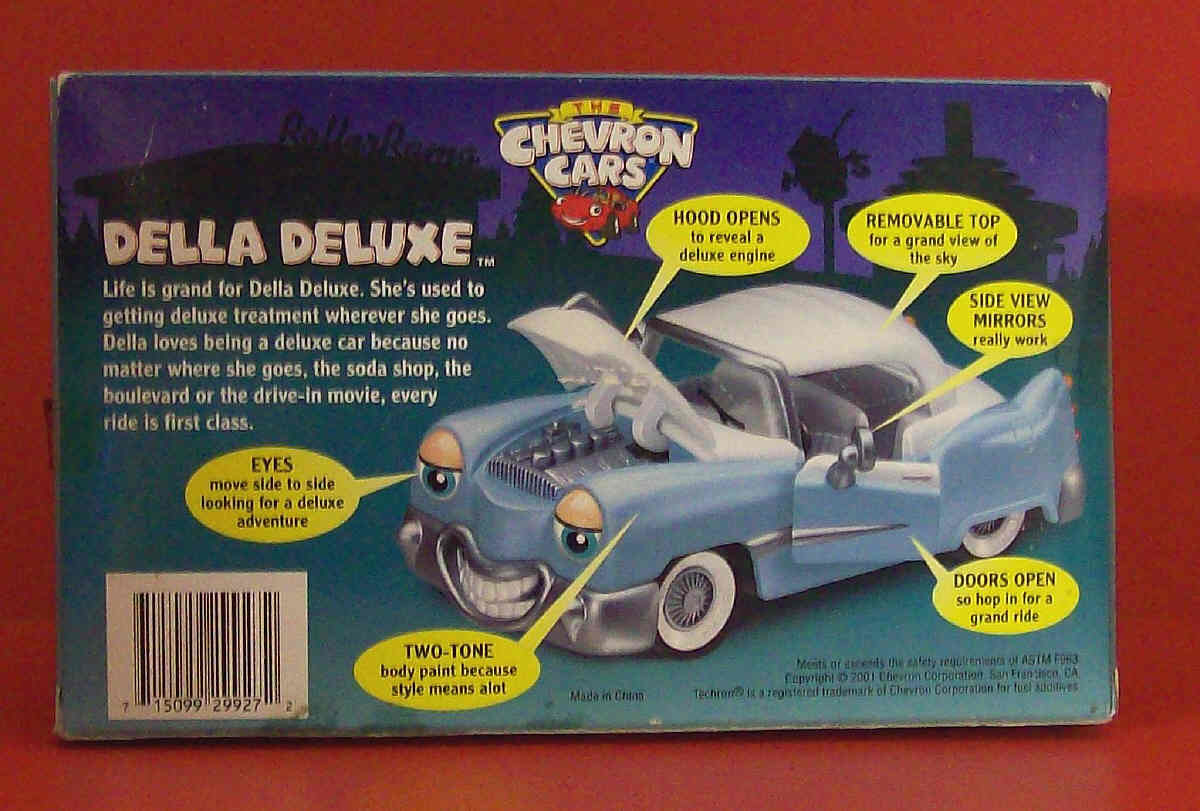 THE
CHEVRON
CARS
DELLA DELUXE TM
Life is grand for Della Deluxe. She's used to
getting deluxe treatment wherever she goes.
Della loves being a deluxe car because no
matter where she goes, the soda shop, the
boulevard or the drive-in movie, every
ride is first class.
HOOD OPENS
to reveal a
deluxe engine
REMOVABLE TOP
for a grand view of
the sky
SIDE VIEW
MIRRORS
really work
EYES
move side to side
looking for a deluxe
adventure
DOORS OPEN
so hop in for a
grand ride
TWO-TONE
body paint because
style means alot
7 15099 29927 2
Made in China
Meets or exceeds the safety requirements of ASTM F963
Copyright © 2001 Chevron Corporation, San Francisco, CA
Techron® is a registered trademark of Chevron Corporation for fuel additives